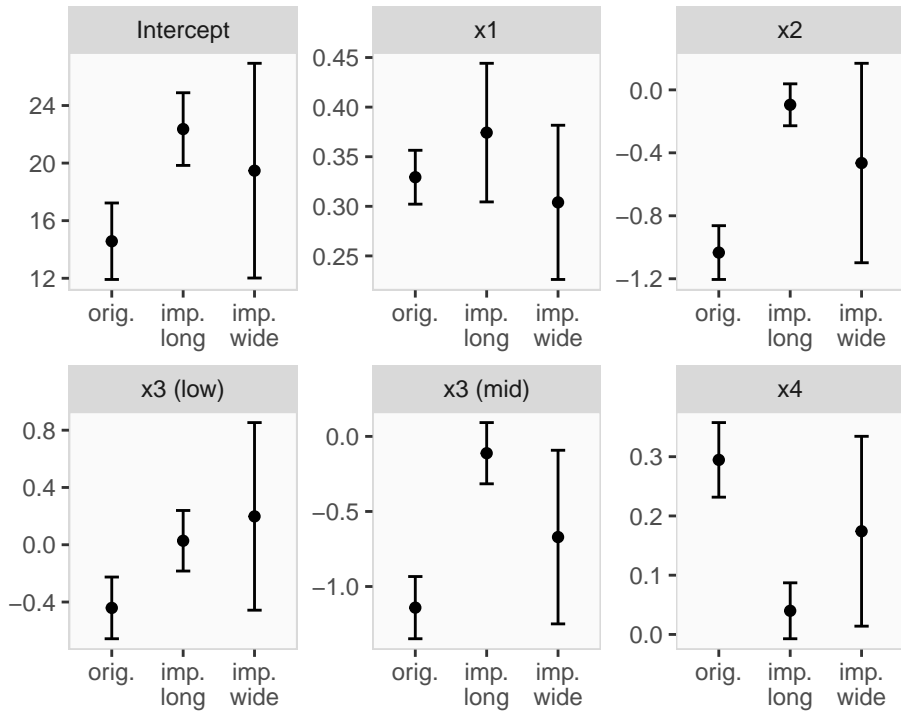 Intercept
x1
x2
24
20
16
12
0.45
0.40
0.35
0.30
0.25
0.0
−0.4
−0.8
−1.2
orig.
imp. long
imp. wide
orig.
imp. long
imp. wide
orig.
imp. long
imp. wide
x3 (low)
x3 (mid)
x4
0.8
0.4
0.0
−0.4
0.0
−0.5
−1.0
0.3
0.2
0.1
0.0
orig.
imp. long
imp. wide
orig.
imp. long
imp. wide
orig.
imp. long
imp. wide